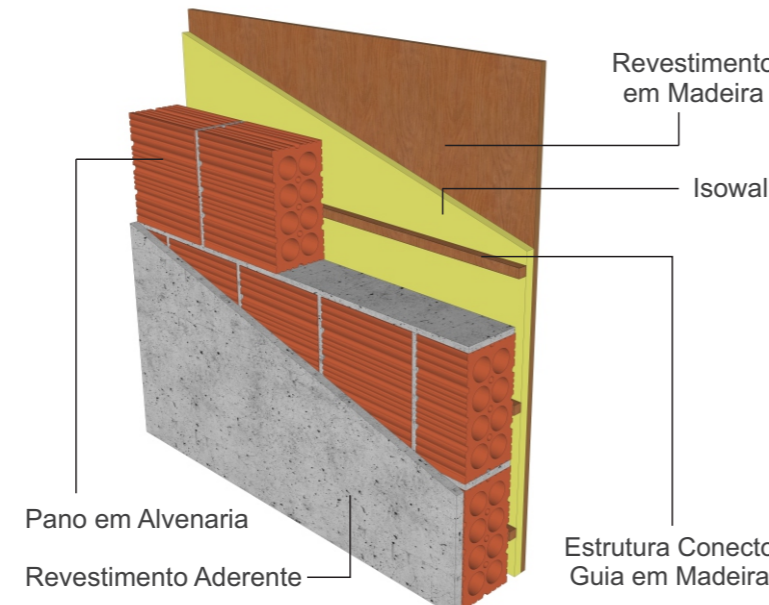 Revestimento
em Madeira
Isowal
Pano em Alvenaria
Revestimento Aderente
Estrutura Conecto
Guia em Madeira